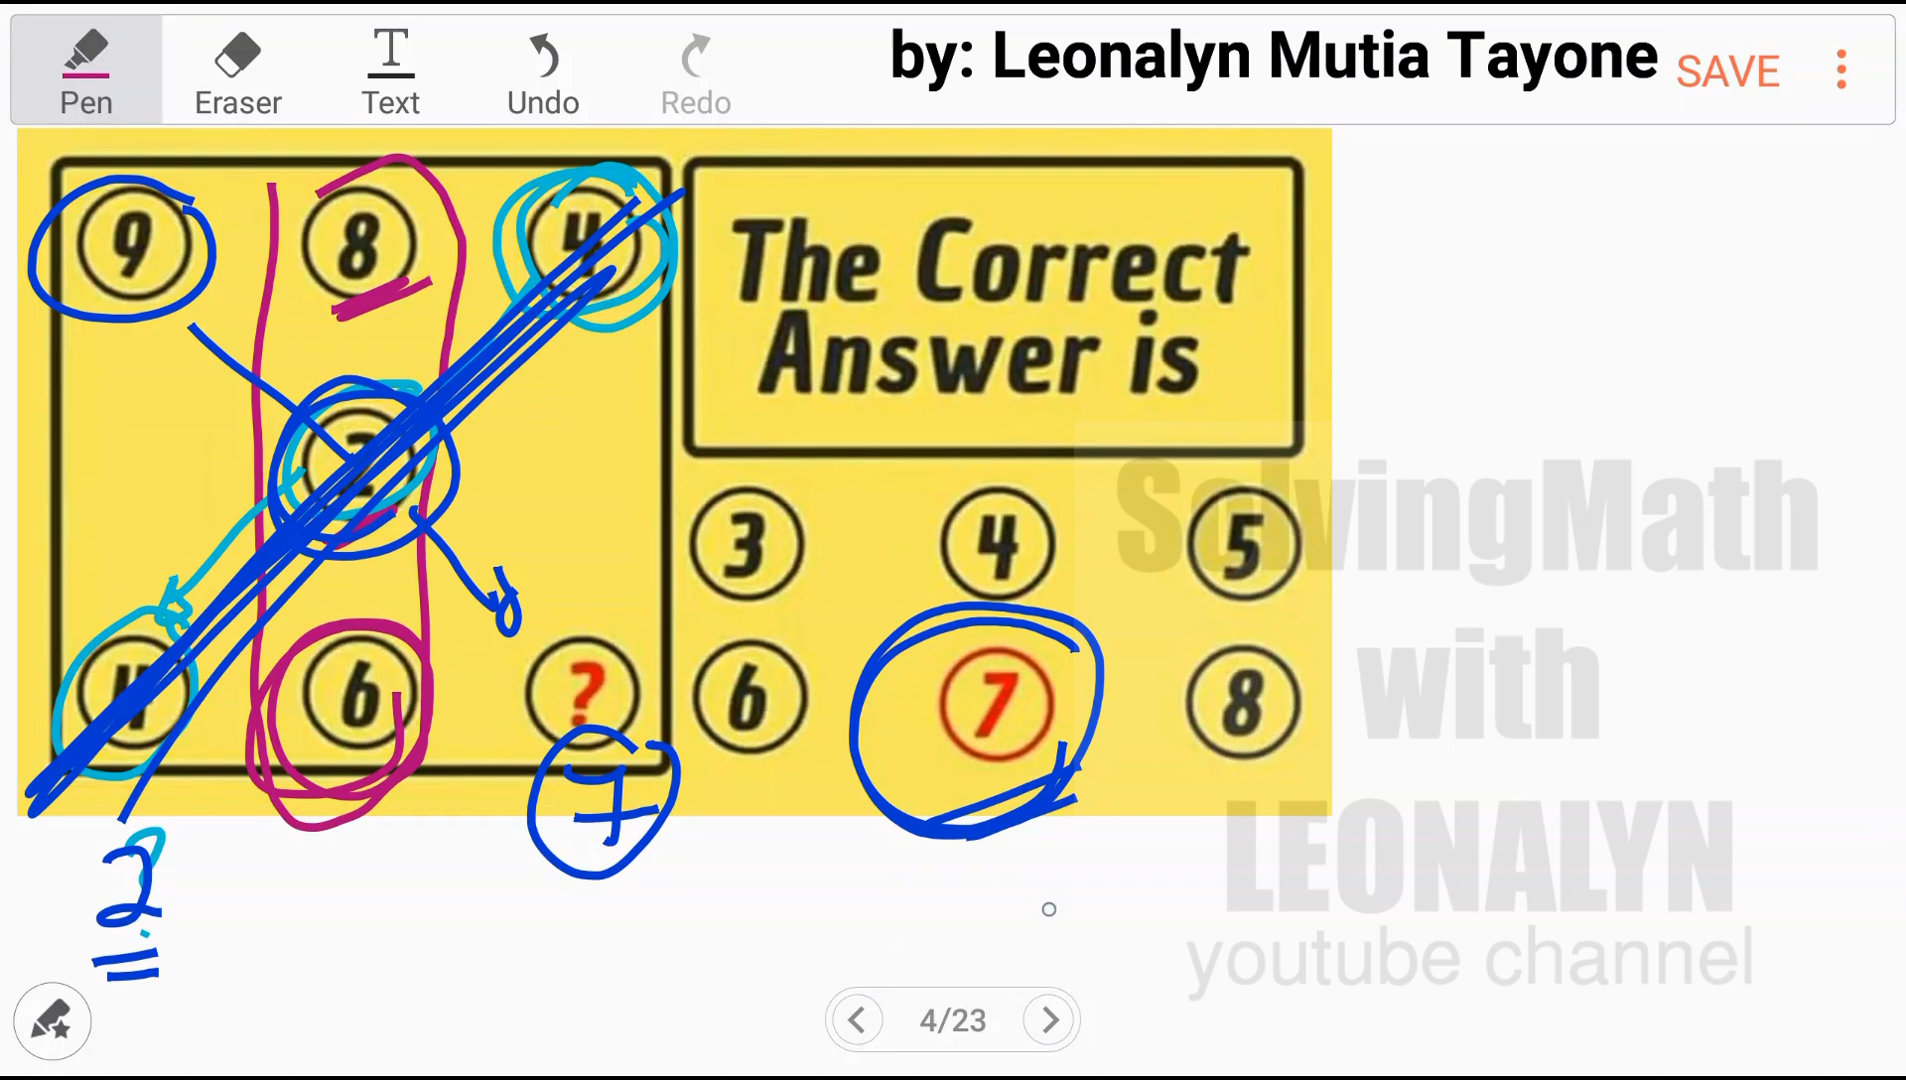 Pen Eraser Text Undo Redo by: Leonalyn Mutia Tayone SAVE
9 8 4
2
4 6 ?
7
2
The Correct
Answer is
3 4 5
6 7 8
SolvingMath
with
LEONALYN
youtube channel
4/23